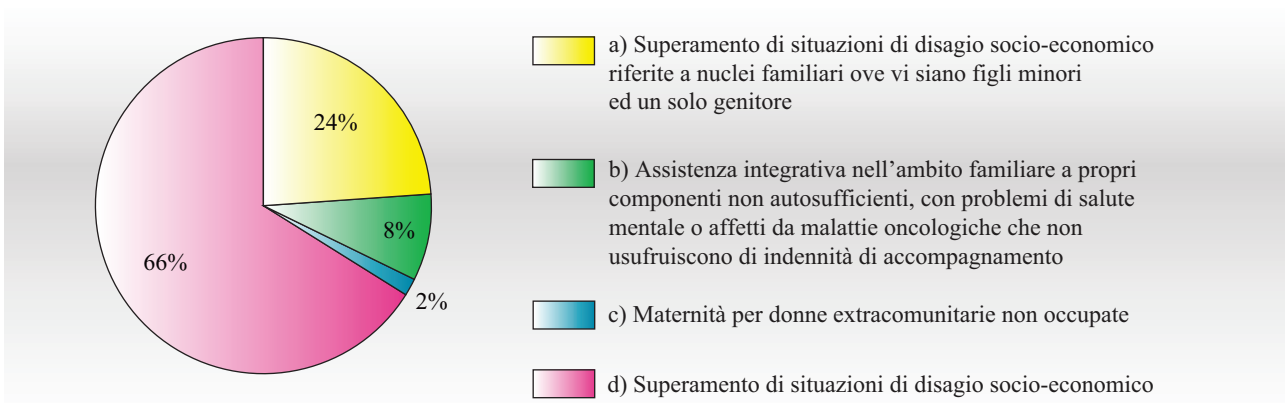 24%
8%
66%
2%
a) Superamento di situazioni di disagio socio-economico
riferite a nuclei familiari ove vi siano figli minori
ed un solo genitore
b) Assistenza integrativa nell'ambito familiare a propri
componenti non autosufficienti, con problemi di salute
mentale o affetti da malattie oncologiche che non
usufruiscono di indennità di accompagnamento
c) Maternità per donne extracomunitarie non occupate
d) Superamento di situazioni di disagio socio-economico